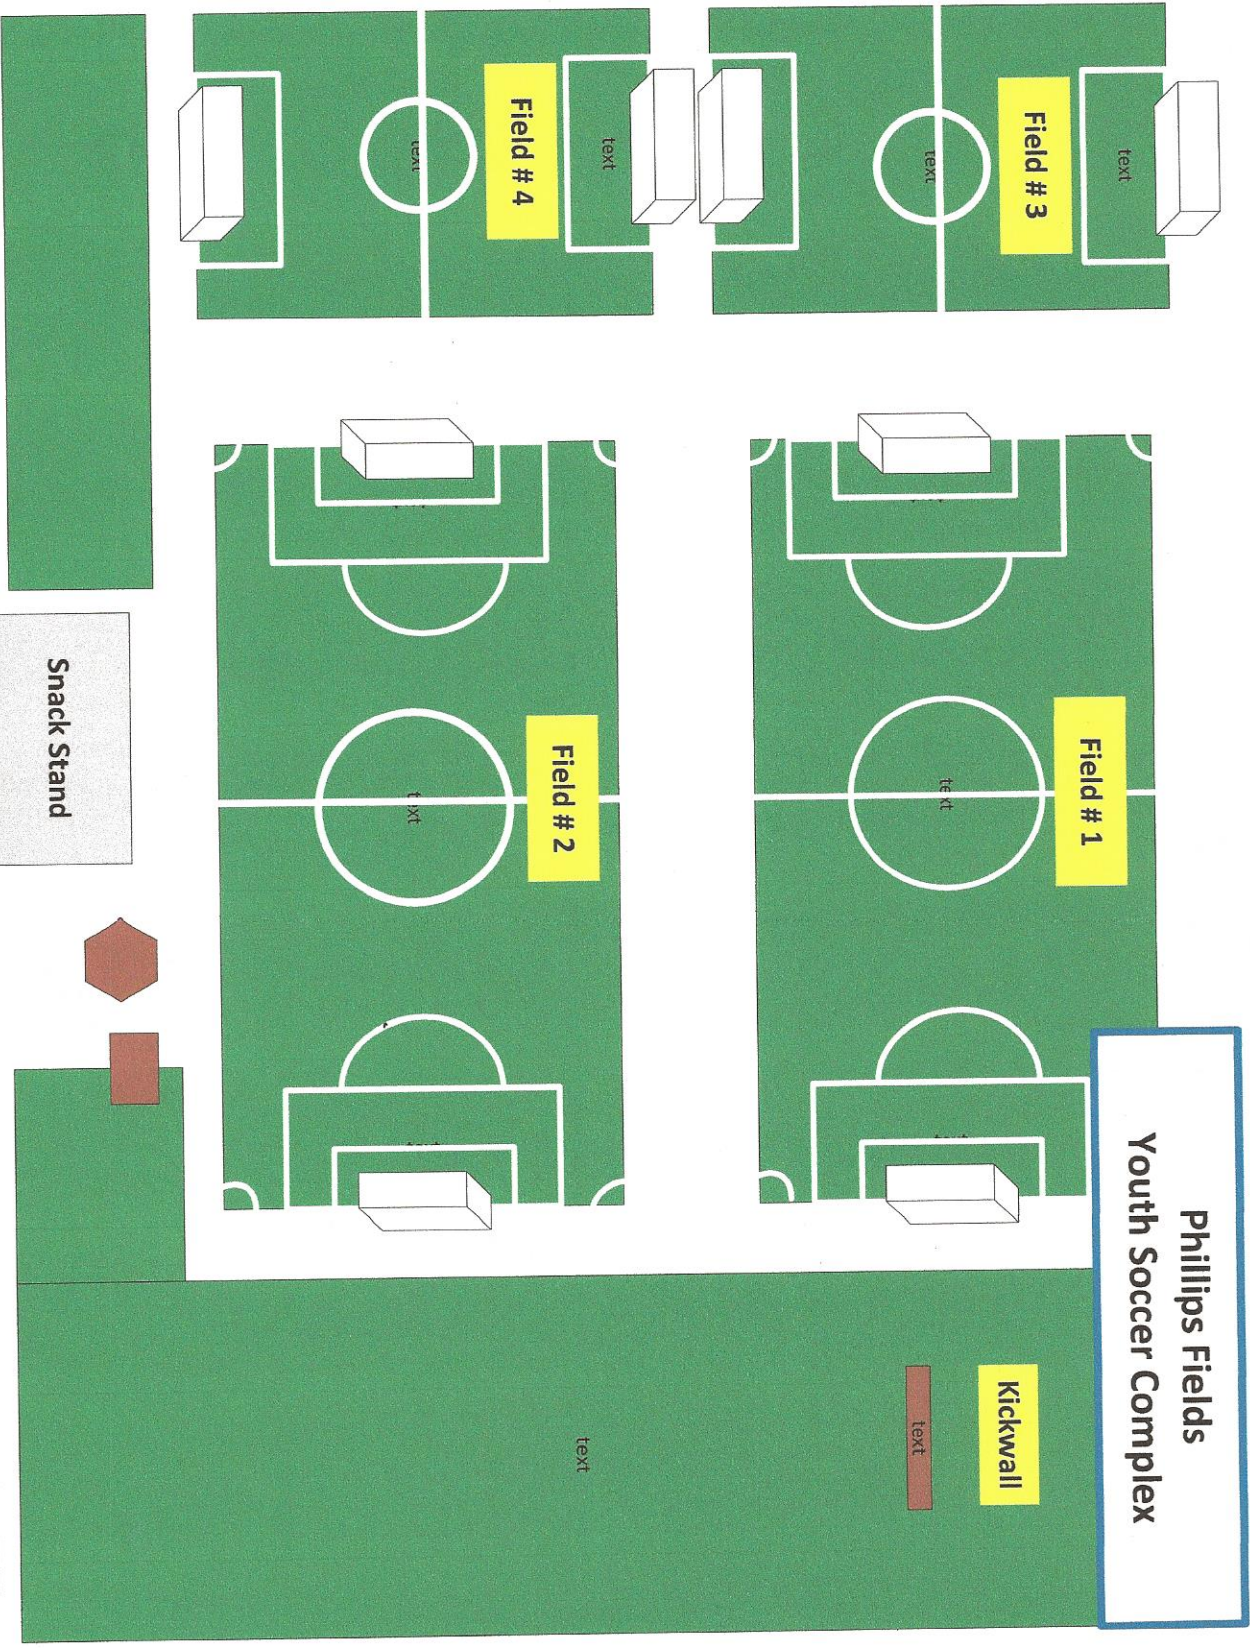 Phillips Fields
Youth Soccer Complex
text
Field # 1
Field # 3
Kickwall
text
text
text
text
text
Field # 2
Field # 4
text
text
Snack Stand